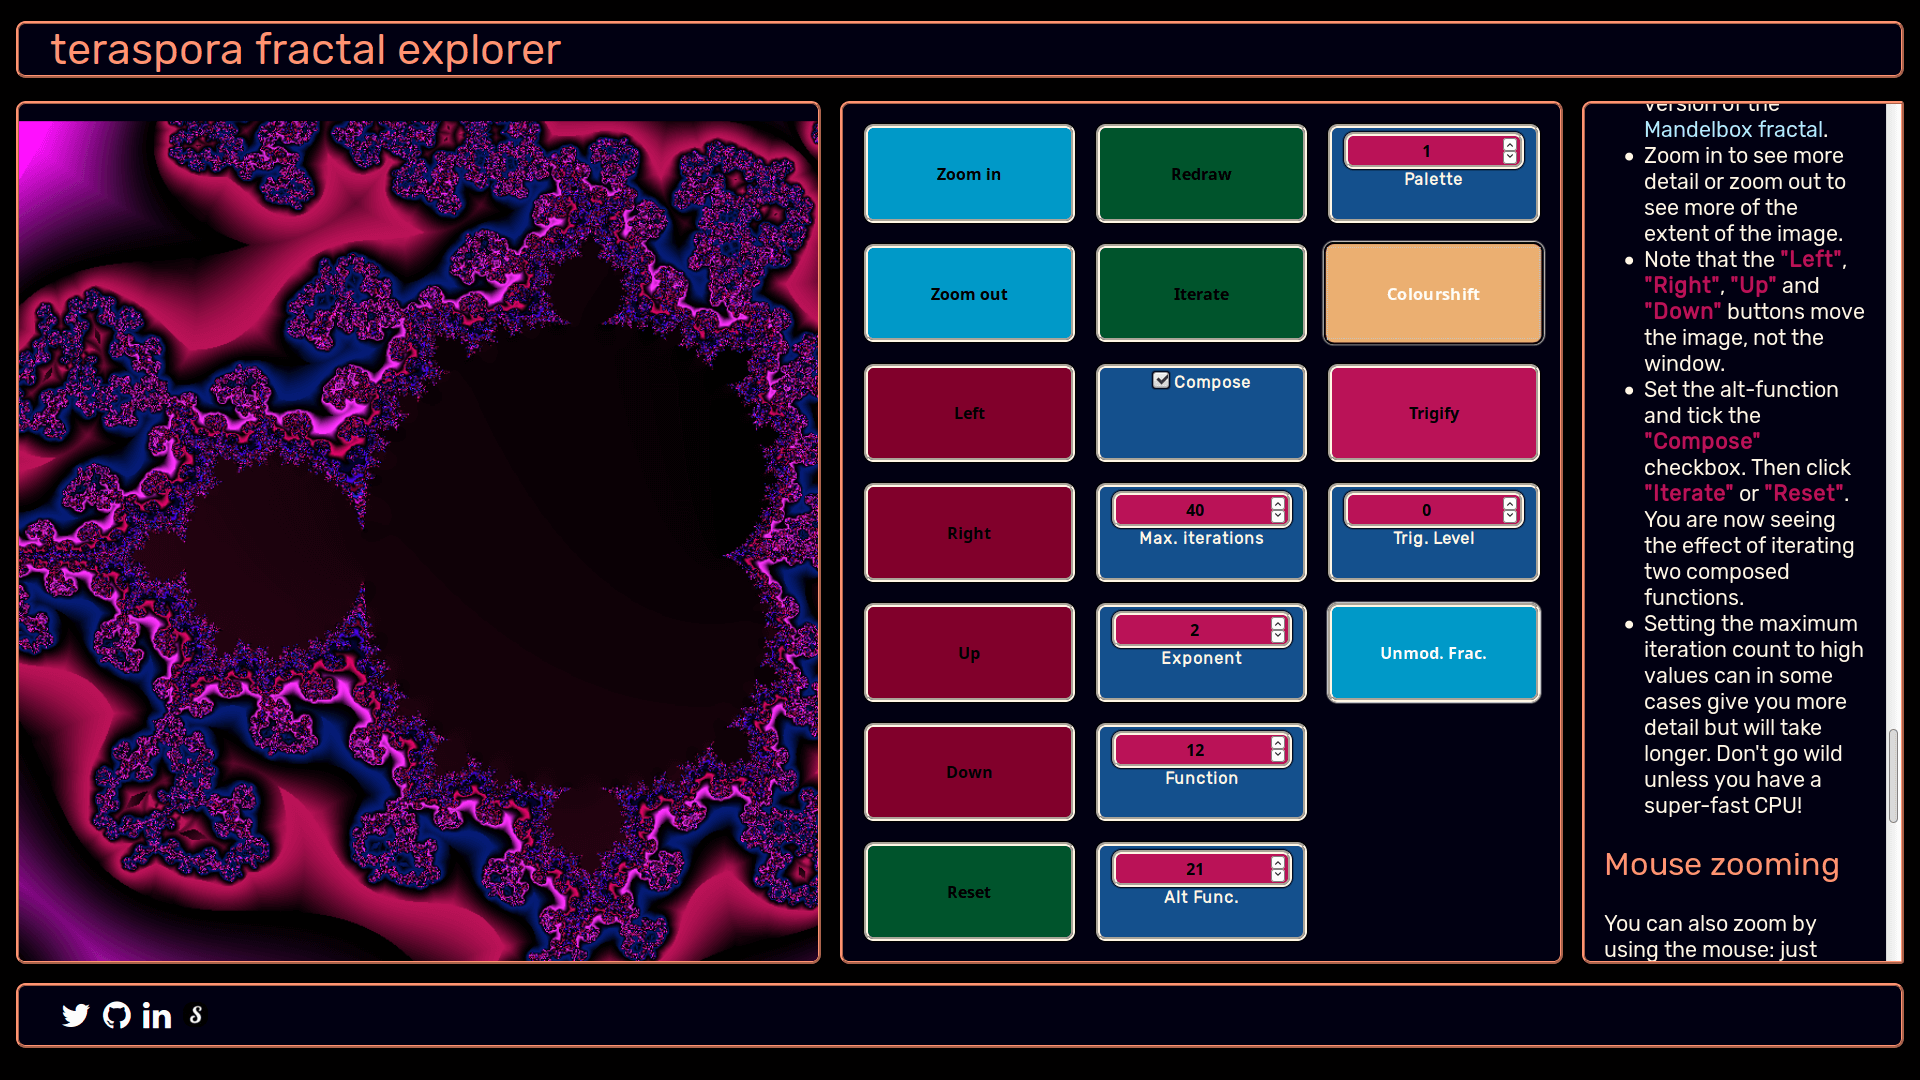 teraspora fractal explorer
Zoom in
Redraw
1
Palette
Zoom out
Iterate
Colourshift
Left
Compose
Trigify
Right
40
Max. iterations
0
Trig. Level
Up
2
Exponent
Unmod. Frac.
Down
12
Function
Reset
21
Alt Func.
version of the
Mandelbox fractal.
Zoom in to see more
detail or zoom out to
see more of the
extent of the image.
Note that the "Left",
"Right", "Up" and
"Down" buttons move
the image, not the
window.
Set the alt-function
and tick the
"Compose"
checkbox. Then click
"Iterate" or "Reset".
You are now seeing
the effect of iterating
two composed
functions.
Setting the maximum
iteration count to high
values can in some
cases give you more
detail but will take
longer. Don't go wild
unless you have a
super-fast CPU!
Mouse zooming
You can also zoom by
using the mouse: just